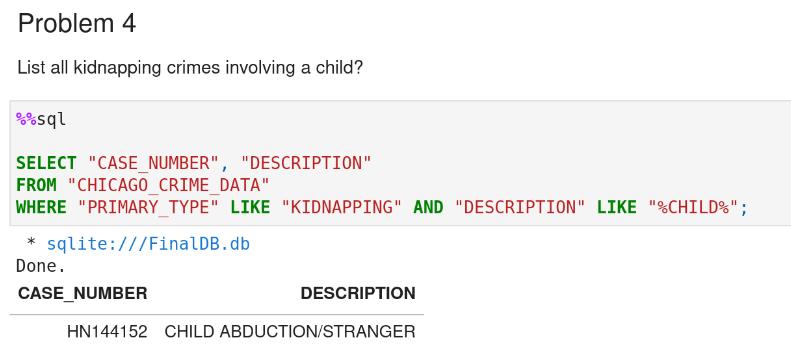 Problem 4
List all kidnapping crimes involving a child?
%%sql
SELECT "CASE_NUMBER", "DESCRIPTION"
FROM "CHICAGO_CRIME_DATA"
WHERE "PRIMARY_TYPE" LIKE "KIDNAPPING" AND "DESCRIPTION" LIKE "%CHILD%";
* sqlite:///FinalDB.db
Done.
CASE_NUMBER DESCRIPTION
HN144152 CHILD ABDUCTION/STRANGER